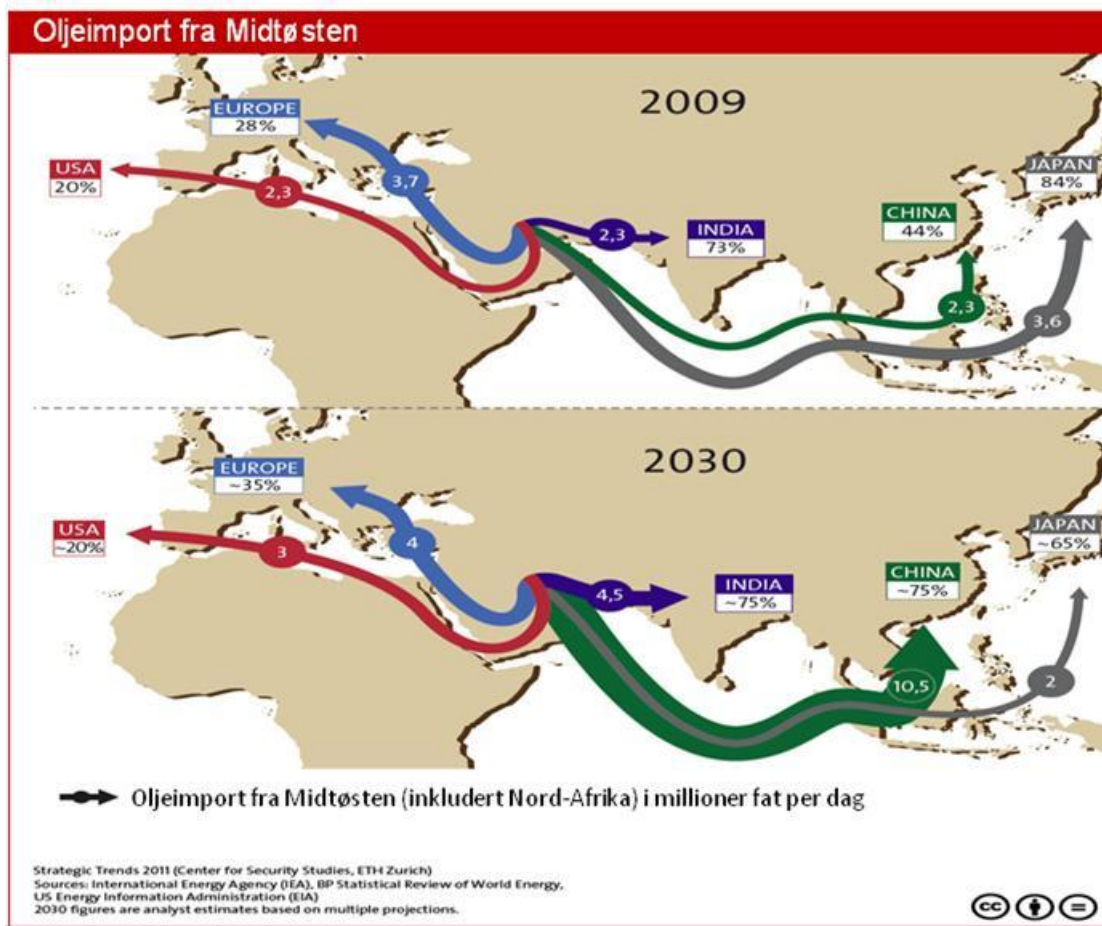 Oljeimport fra Midtøsten
2009
EUROPE
28%
USA
20%
2,3
3,7
2,3
INDIA
73%
CHINA
44%
2,3
JAPAN
84%
3,6
2030
EUROPE
~35%
USA
~20%
3
4
4,5
INDIA
~75%
CHINA
~75%
10,5
JAPAN
~65%
2
Oljeimport fra Midtøsten (inkludert Nord-Afrika) i millioner fat per dag
Strategic Trends 2011 (Center for Security Studies, ETH Zurich)
Sources: International Energy Agency (IEA), BP Statistical Review of World Energy,
US Energy Information Administration (EIA)
2030 figures are analyst estimates based on multiple projections.
cc